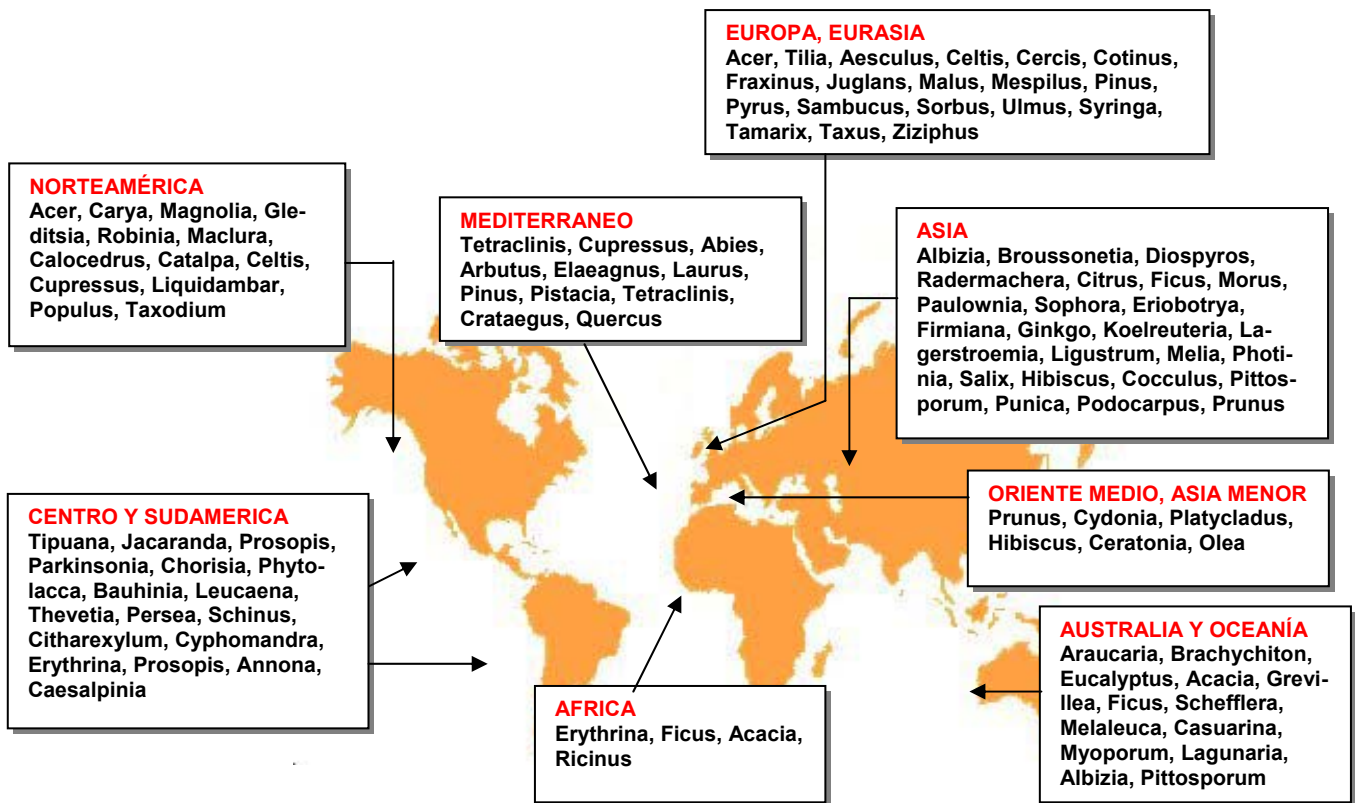 EUROPA, EURASIA
Acer, Tilia, Aesculus, Celtis, Cercis, Cotinus,
Fraxinus, Juglans, Malus, Mespilus, Pinus,
Pyrus, Sambucus, Sorbus, Ulmus, Syringa,
Tamarix, Taxus, Ziziphus
NORTEAMÉRICA
Acer, Carya, Magnolia, Gle-
ditsia, Robinia, Maclura,
Calocedrus, Catalpa, Celtis,
Cupressus, Liquidambar,
Populus, Taxodium
MEDITERRANEO
Tetraclinis, Cupressus, Abies,
Arbutus, Elaeagnus, Laurus,
Pinus, Pistacia, Tetraclinis,
Crataegus, Quercus
ASIA
Albizia, Broussonetia, Diospyros,
Radermachera, Citrus, Ficus, Morus,
Paulownia, Sophora, Eriobotrya,
Firmiana, Ginkgo, Koelreuteria, La-
gerstroemia, Ligustrum, Melia, Photi-
nia, Salix, Hibiscus, Cocculus, Pittos-
porum, Punica, Podocarpus, Prunus
ORIENTE MEDIO, ASIA MENOR
Prunus, Cydonia, Platycladus,
Hibiscus, Ceratonia, Olea
CENTRO Y SUDAMERICA
Tipuana, Jacaranda, Prosopis,
Parkinsonia, Chorisia, Phyto-
lacca, Bauhinia, Leucaena,
Thevetia, Persea, Schinus,
Citharexylum, Cyphomandra,
Erythrina, Prosopis, Annona,
Caesalpinia
AFRICA
Erythrina, Ficus, Acacia,
Ricinus
AUSTRALIA Y OCEANÍA
Araucaria, Brachychiton,
Eucalyptus, Acacia, Grevi-
llea, Ficus, Schefflera,
Melaleuca, Casuarina,
Myoporum, Lagunaria,
Albizia, Pittosporum